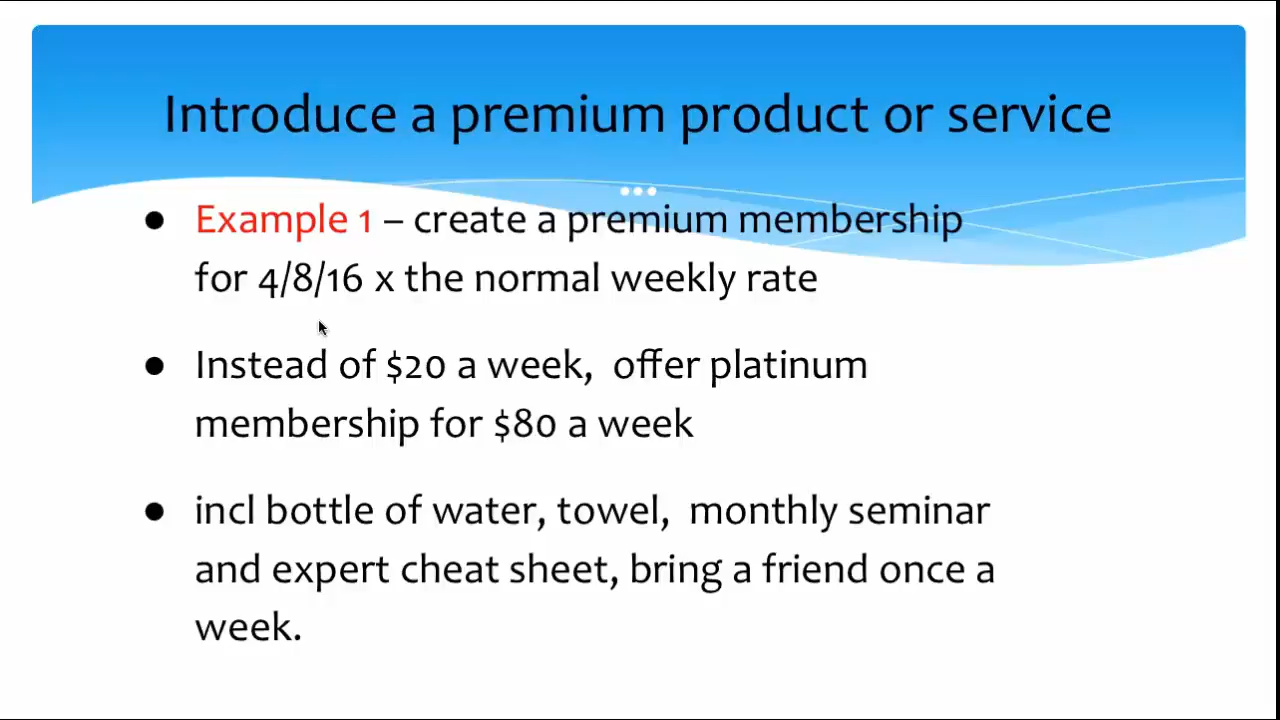 Introduce a premium product or service
● Example 1 – create a premium membership
for 4/8/16 x the normal weekly rate
● Instead of $20 a week,  offer platinum
membership for $80 a week
● incl bottle of water, towel,  monthly seminar
and expert cheat sheet, bring a friend once a
week.